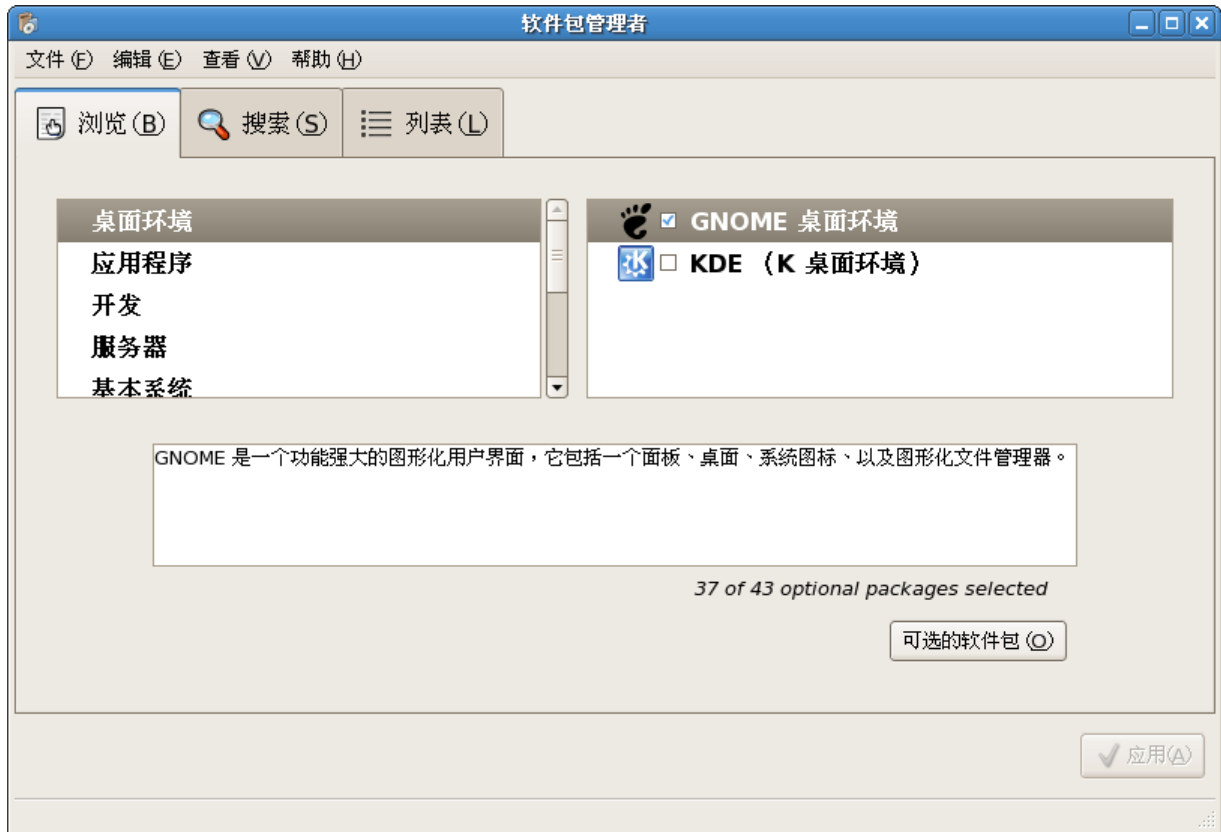 软件包管理者
文件(F) 编辑(E) 查看(V) 帮助(H)
浏览(B) 搜索(S) 列表(L)
桌面环境
应用程序
开发
服务器
基本系统
GNOME 桌面环境
KDE （K 桌面环境）
GNOME 是一个功能强大的图形化用户界面，它包括一个面板、桌面、系统图标、以及图形化文件管理器。
37 of 43 optional packages selected
可选的软件包(O)
应用(A)